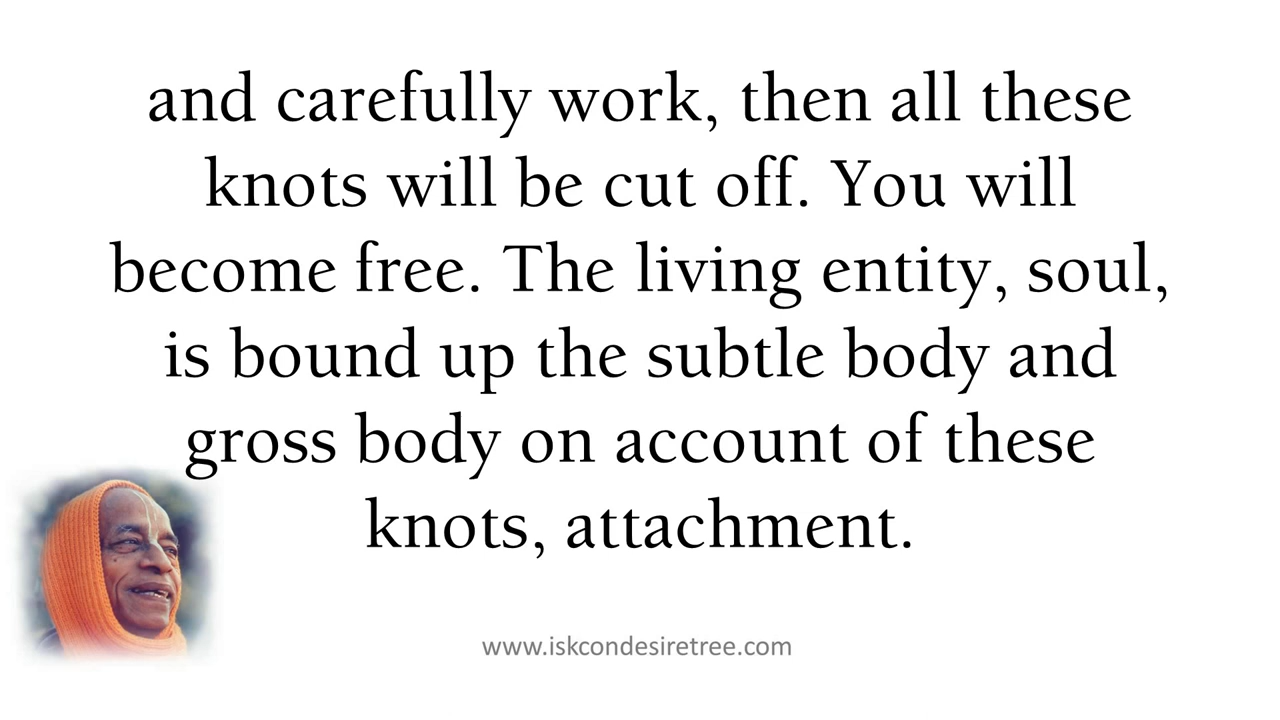 and carefully work, then all these
knots will be cut off. You will
become free. The living entity, soul,
is bound up the subtle body and
gross body on account of these
knots, attachment.
www.iskcondesiretree.com